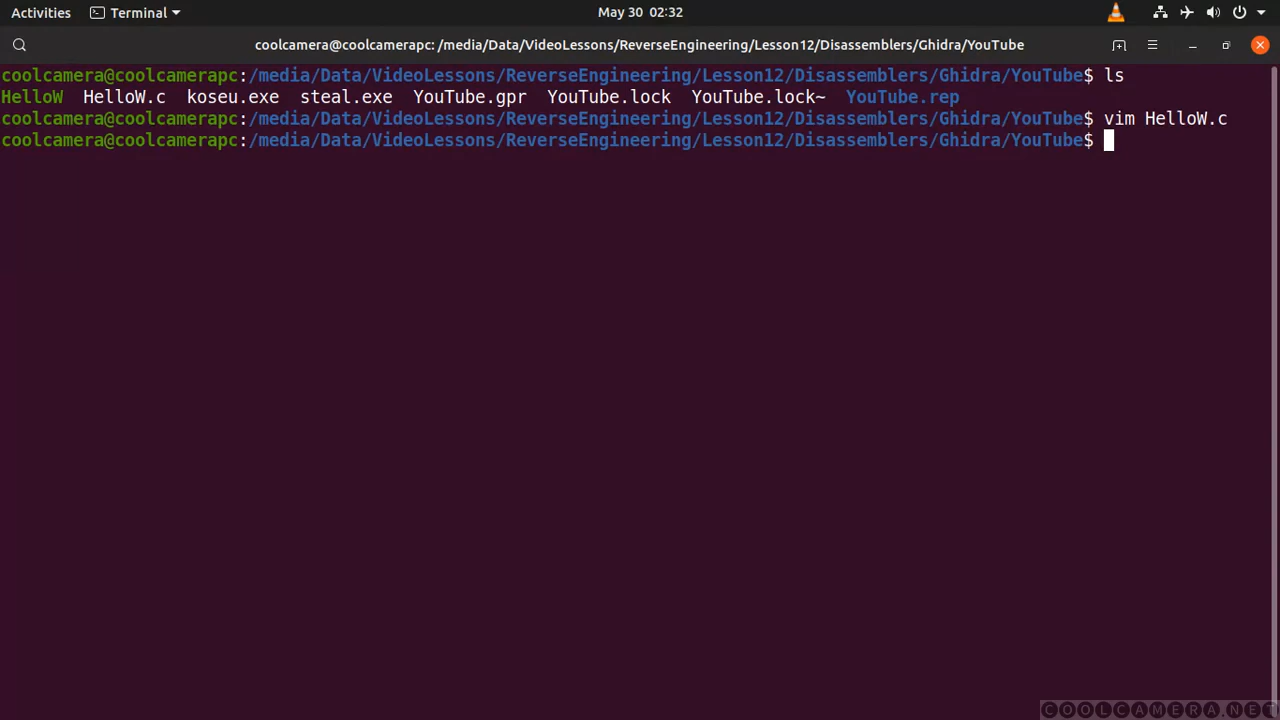 Activities Terminal May 30 02:32
coolcamera@coolcamerapc: /media/Data/VideoLessons/ReverseEngineering/Lesson12/Disassemblers/Ghidra/YouTube
coolcamera@coolcamerapc:/media/Data/VideoLessons/ReverseEngineering/Lesson12/Disassemblers/Ghidra/YouTube$ ls
HelloW HelloW.c koseu.exe steal.exe YouTube.gpr YouTube.lock YouTube.lock~ YouTube.rep
coolcamera@coolcamerapc:/media/Data/VideoLessons/ReverseEngineering/Lesson12/Disassemblers/Ghidra/YouTube$ vim HelloW.c
coolcamera@coolcamerapc:/media/Data/VideoLessons/ReverseEngineering/Lesson12/Disassemblers/Ghidra/YouTube$
COOLCAMERA.NET